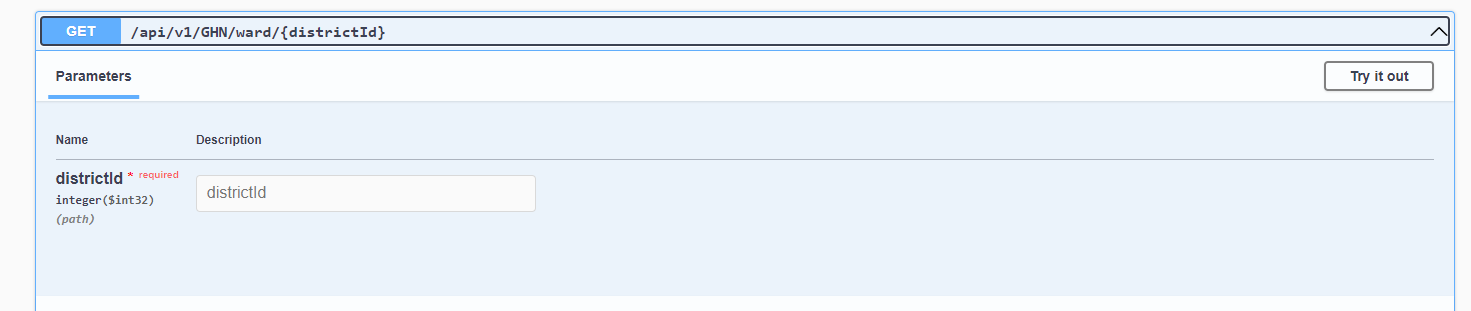 GET /api/v1/GHN/ward/{districtId}
Parameters
Try it out
Name Description
districtId * required
districtId
integer($int32)
(path)